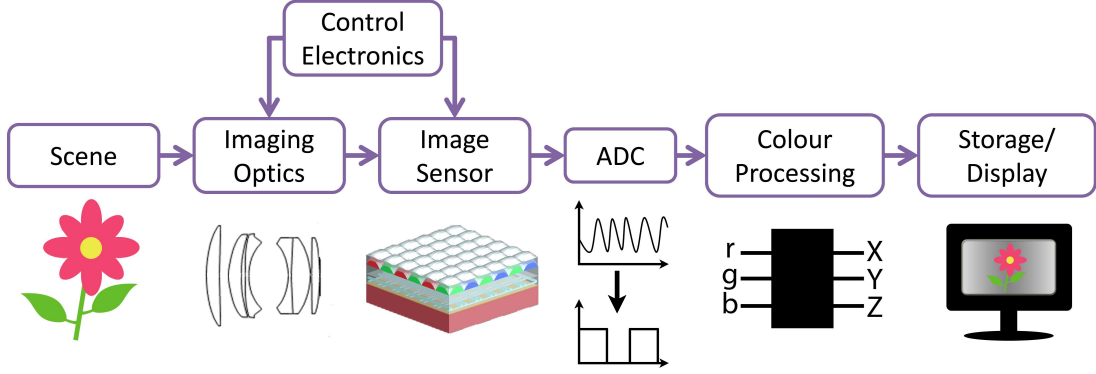 Control
Electronics
Scene
Imaging
Optics
Image
Sensor
ADC
Colour
Processing
Storage/
Display
r
g
b
X
Y
Z